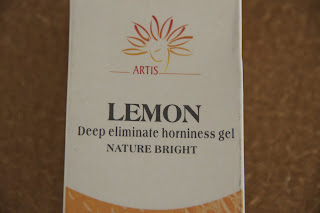 ARTIS
LEMON
Deep eliminate horniness gel
NATURE BRIGHT